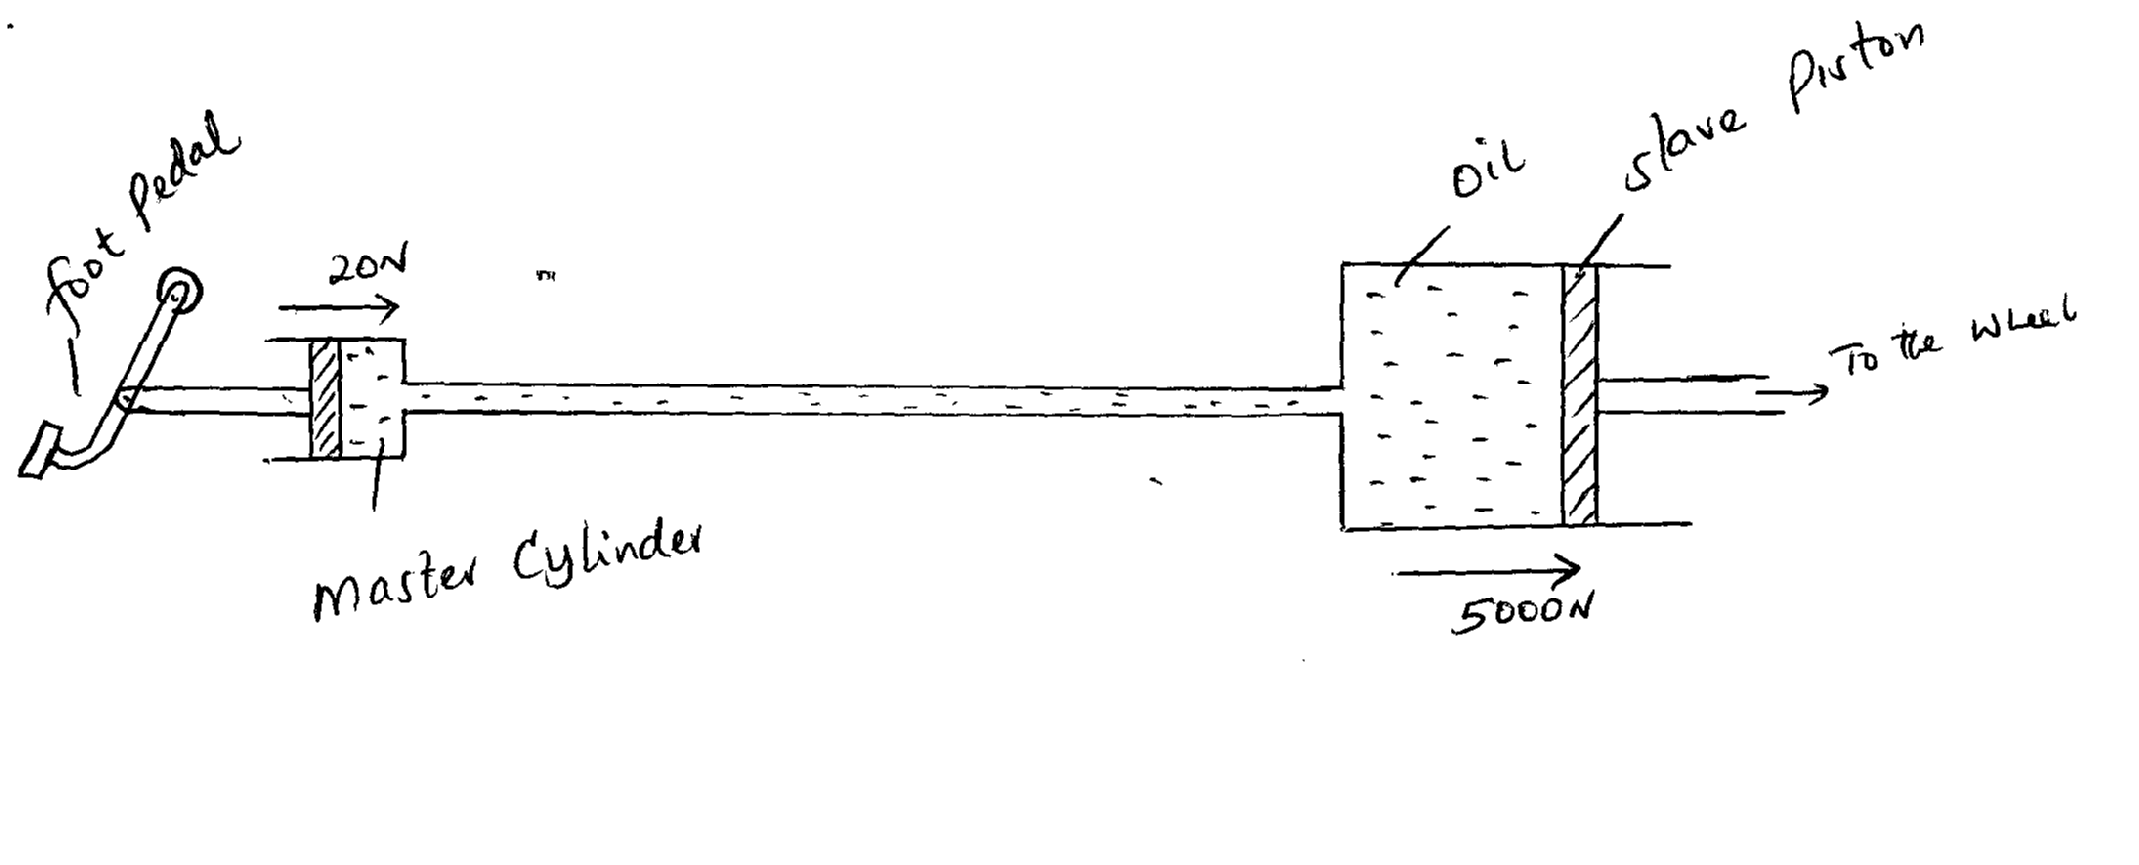 foot Pedal
20N
Master Cylinder
Oil
Slave Piston
To the wheel
5000N